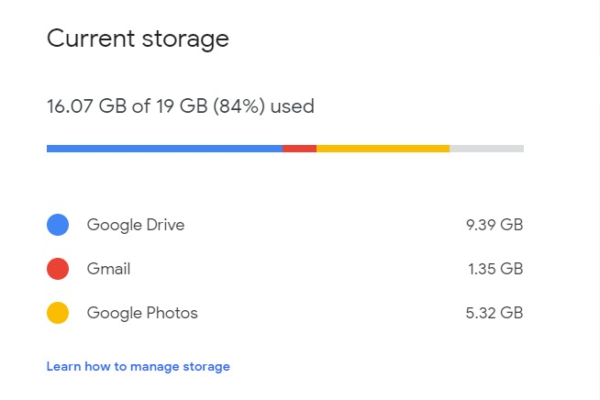 Current storage
16.07 GB of 19 GB (84%) used
Google Drive 9.39 GB
Gmail 1.35 GB
Google Photos 5.32 GB
Learn how to manage storage